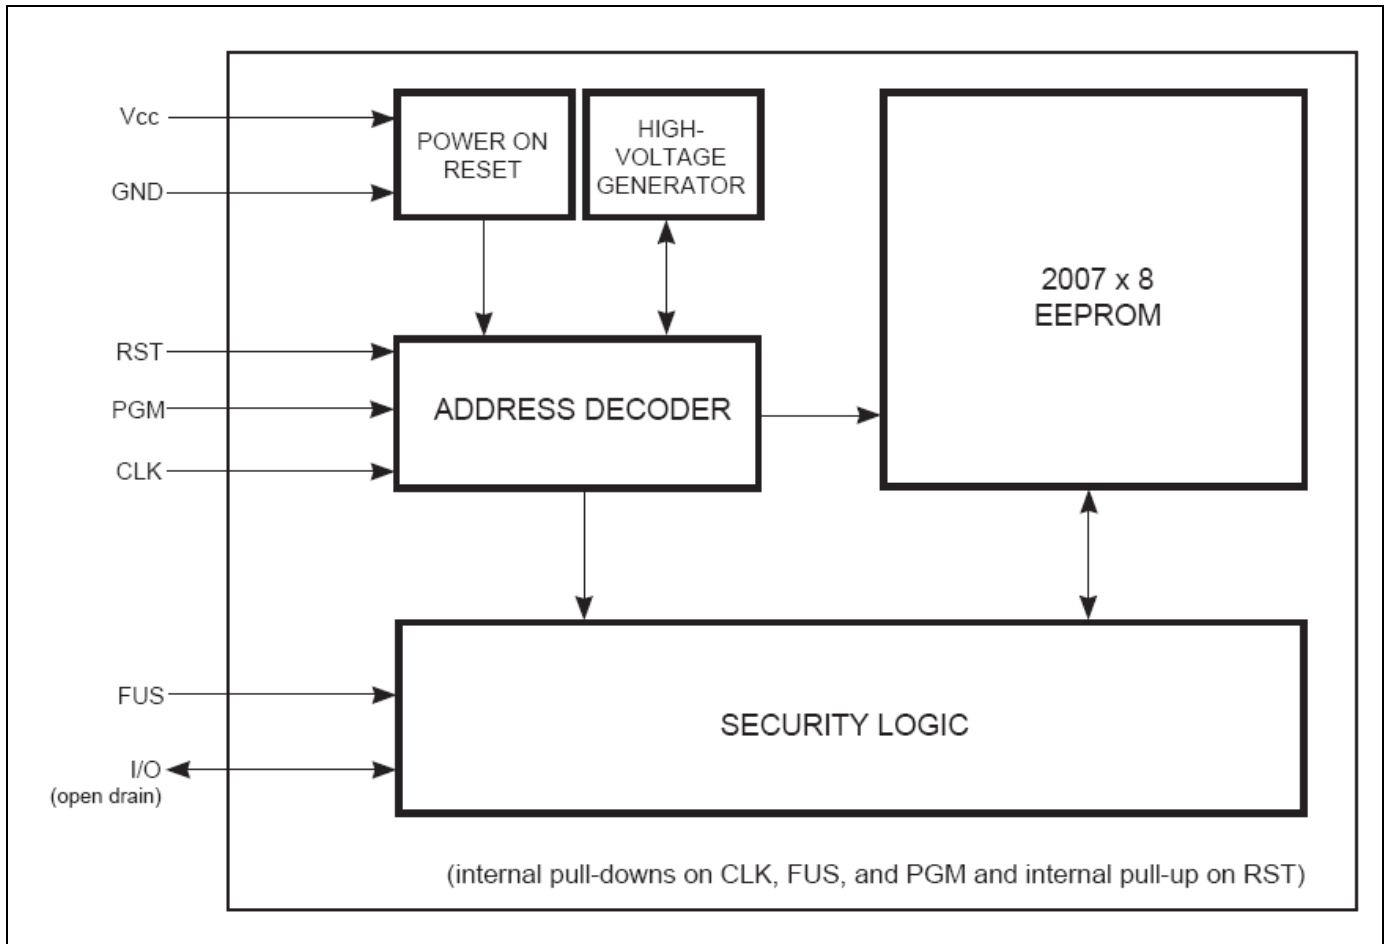 Vcc
GND
POWER ON
RESET
HIGH-
VOLTAGE
GENERATOR
2007 x 8
EEPROM
RST
PGM
CLK
ADDRESS DECODER
FUS
I/O
(open drain)
SECURITY LOGIC
(internal pull-downs on CLK, FUS, and PGM and internal pull-up on RST)